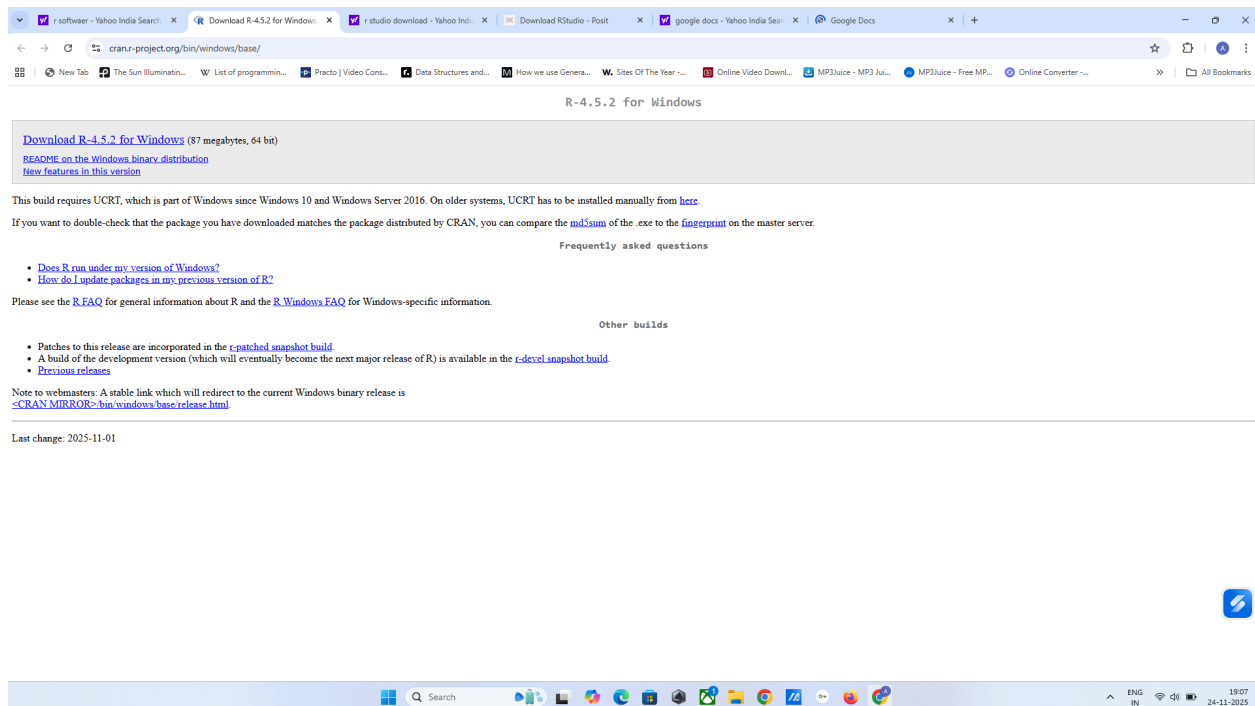 r softwaer - Yahoo India Search
Download R-4.5.2 for Windows
r studio download - Yahoo Indi
Download RStudio - Posit
google docs - Yahoo India Sear
Google Docs
cran.r-project.org/bin/windows/base/
A
New Tab
The Sun Illuminatin...
List of programmin...
Practo | Video Cons...
Data Structures and...
How we use Genera...
Sites Of The Year -...
Online Video Downl...
MP3Juice - MP3 Jui...
MP3Juice - Free MP...
Online Converter -...
All Bookmarks
R-4.5.2 for Windows
Download R-4.5.2 for Windows (87 megabytes, 64 bit)
README on the Windows binary distribution
New features in this version
This build requires UCRT, which is part of Windows since Windows 10 and Windows Server 2016. On older systems, UCRT has to be installed manually from here.
If you want to double-check that the package you have downloaded matches the package distributed by CRAN, you can compare the md5sum of the .exe to the fingerprint on the master server.
Frequently asked questions
• Does R run under my version of Windows?
• How do I update packages in my previous version of R?
Please see the R FAQ for general information about R and the R Windows FAQ for Windows-specific information.
Other builds
• Patches to this release are incorporated in the r-patched snapshot build.
• A build of the development version (which will eventually become the next major release of R) is available in the r-devel snapshot build.
• Previous releases
Note to webmasters: A stable link which will redirect to the current Windows binary release is
<CRAN MIRROR>/bin/windows/base/release.html.
Last change: 2025-11-01
Search
ENG
IN
19:07
24-11-2025